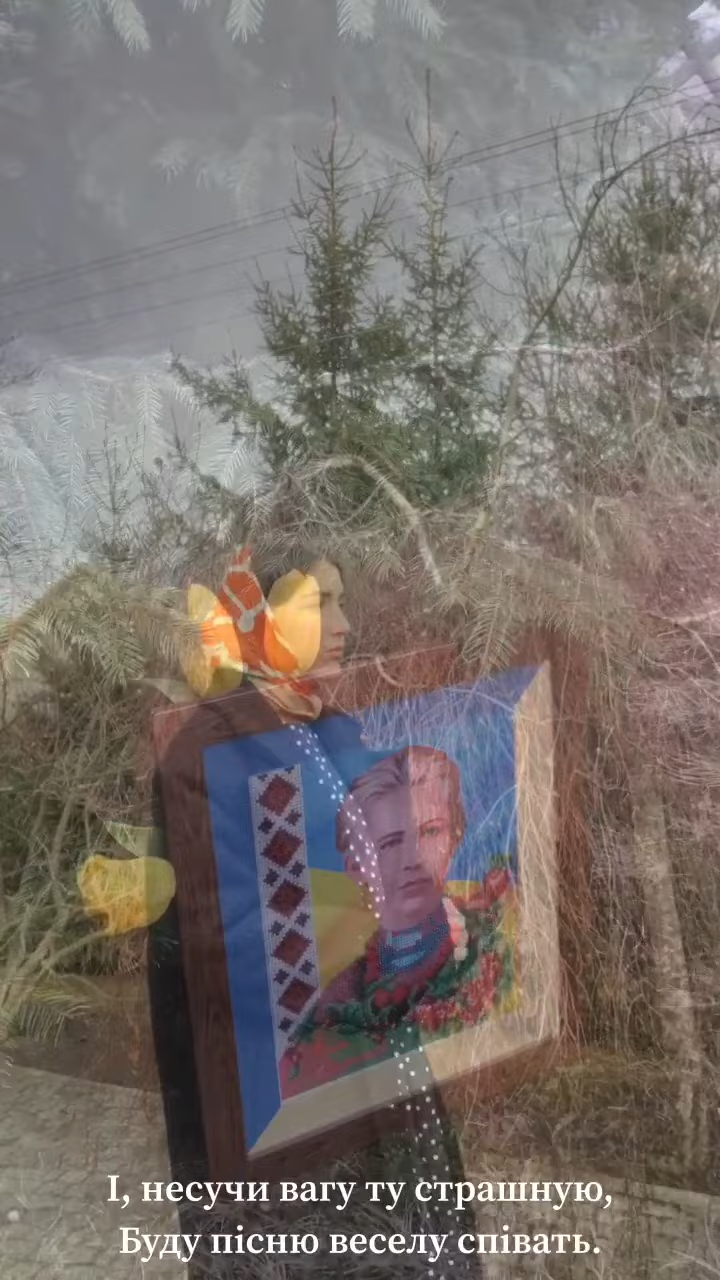 І, несучи вагу ту страшную,
Буду пісню веселу співать.